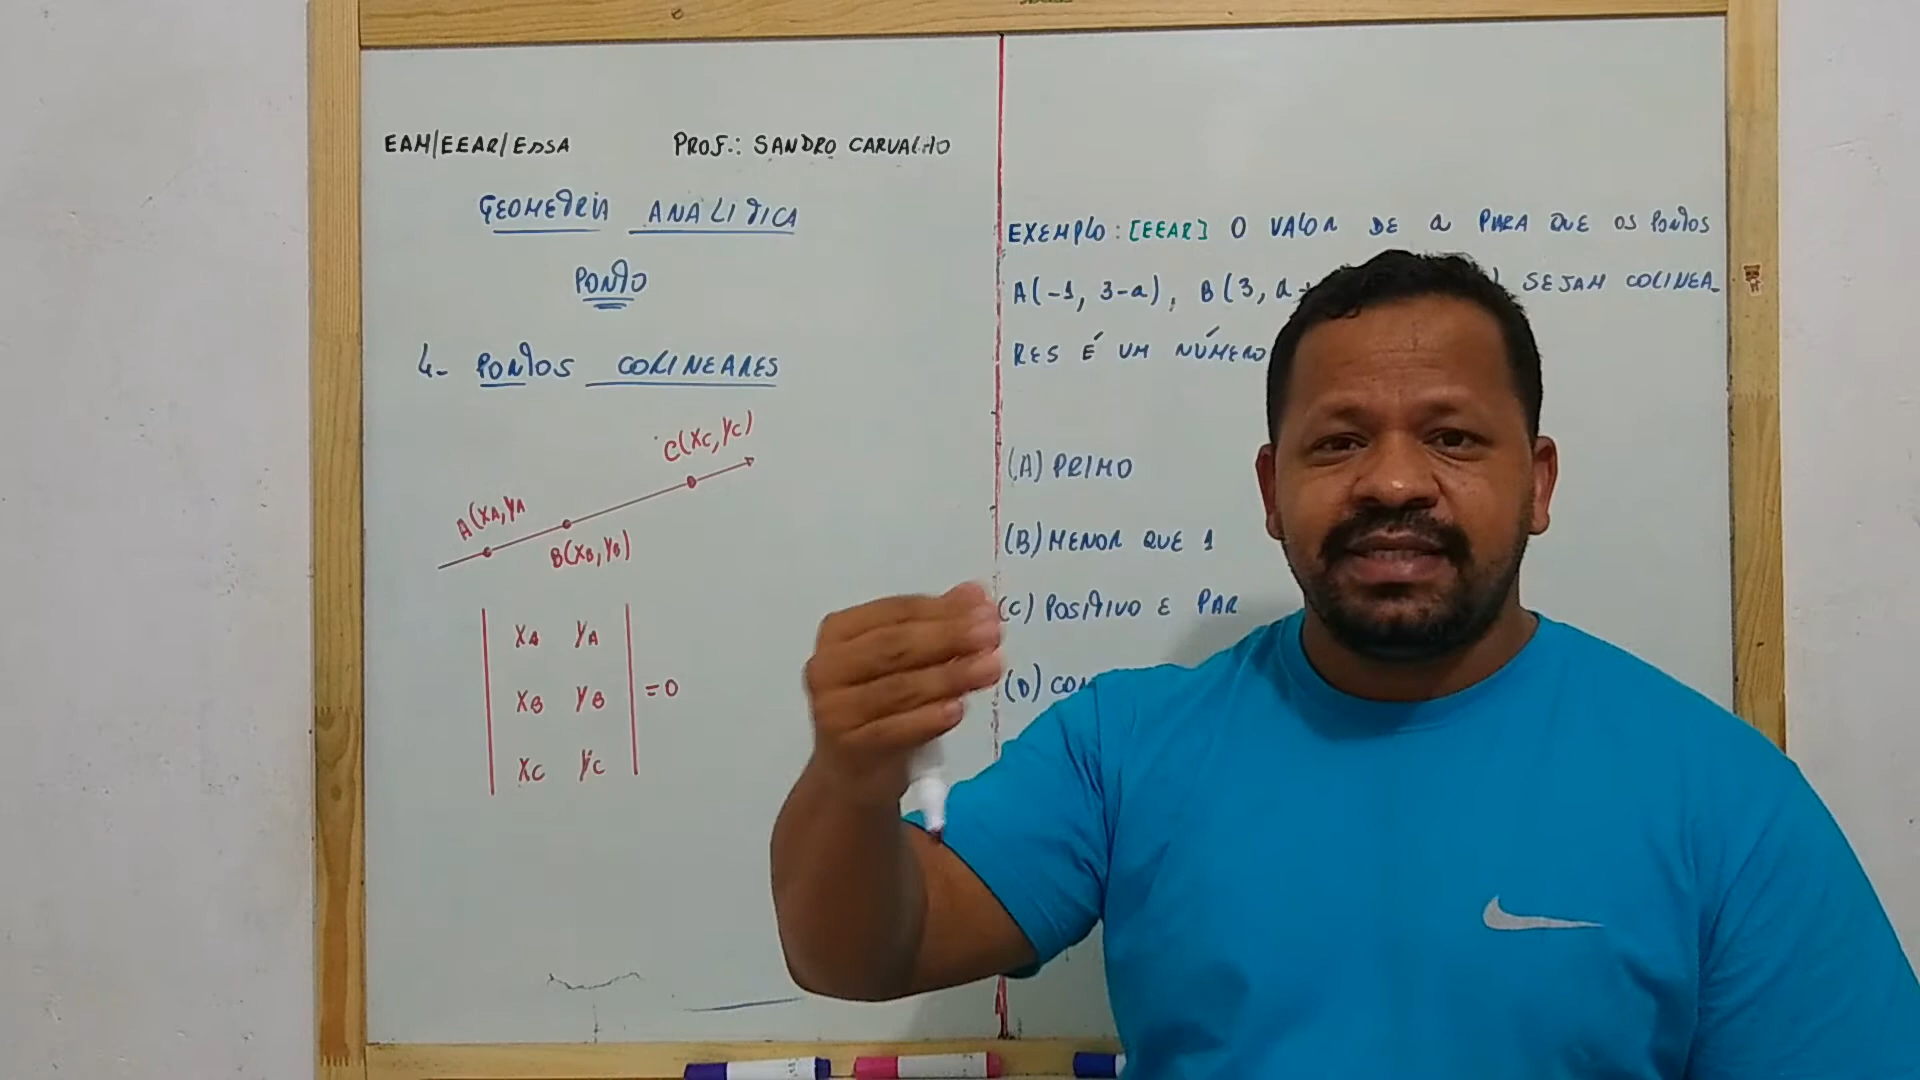 EAM/EEAR/ESSA PROF.: SANDRO CARVALHO
GEOMETRIA ANALITICA
PONTO
4- PONTOS COLINEARES
C(XC,YC)
A(XA,YA
B(XB,YB)
XA YA
XB YB =0
XC YC
EXEMPLO: [EEAR] O VALOR DE a PARA QUE OS PONTOS
A(-1, 3-a), B(3, a+ ) SEJAM COLINEA-
RES É UM NÚMERO
(A) PRIMO
(B) MENOR QUE 1
(C) POSITIVO E PAR
(D)